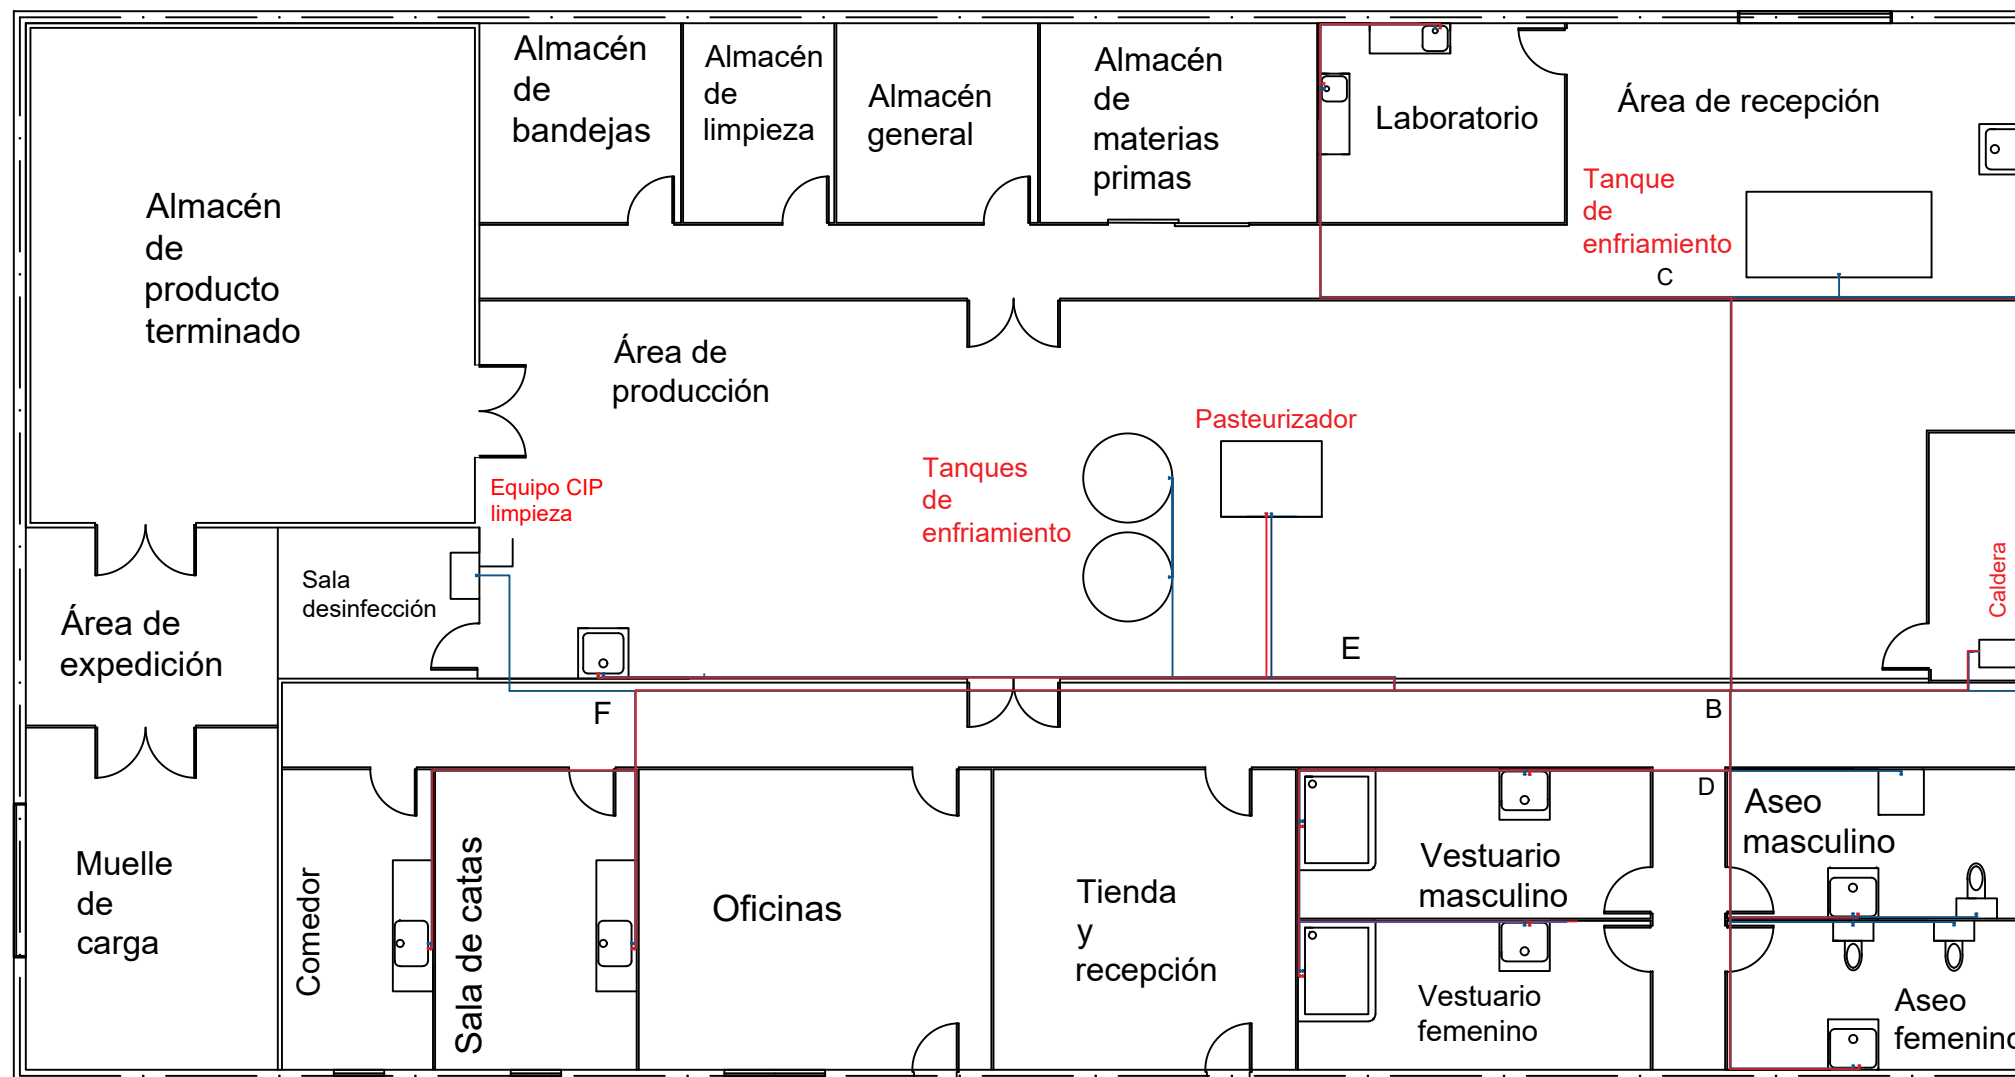 Almacén
de
bandejas
Almacén
de
limpieza
Almacén
general
Almacén
de
materias
primas
Laboratorio
Área de recepción
Tanque
de
enfriamiento
C
Almacén
de
producto
terminado
Área de
producción
Pasteurizador
Tanques
de
enfriamiento
Equipo CIP
limpieza
Sala
desinfección
Caldera
Área de
expedición
E
F
B
D
Muelle
de
carga
Comedor
Sala de catas
Oficinas
Tienda
y
recepción
Vestuario
masculino
Vestuario
femenino
Aseo
masculino
Aseo
femenino